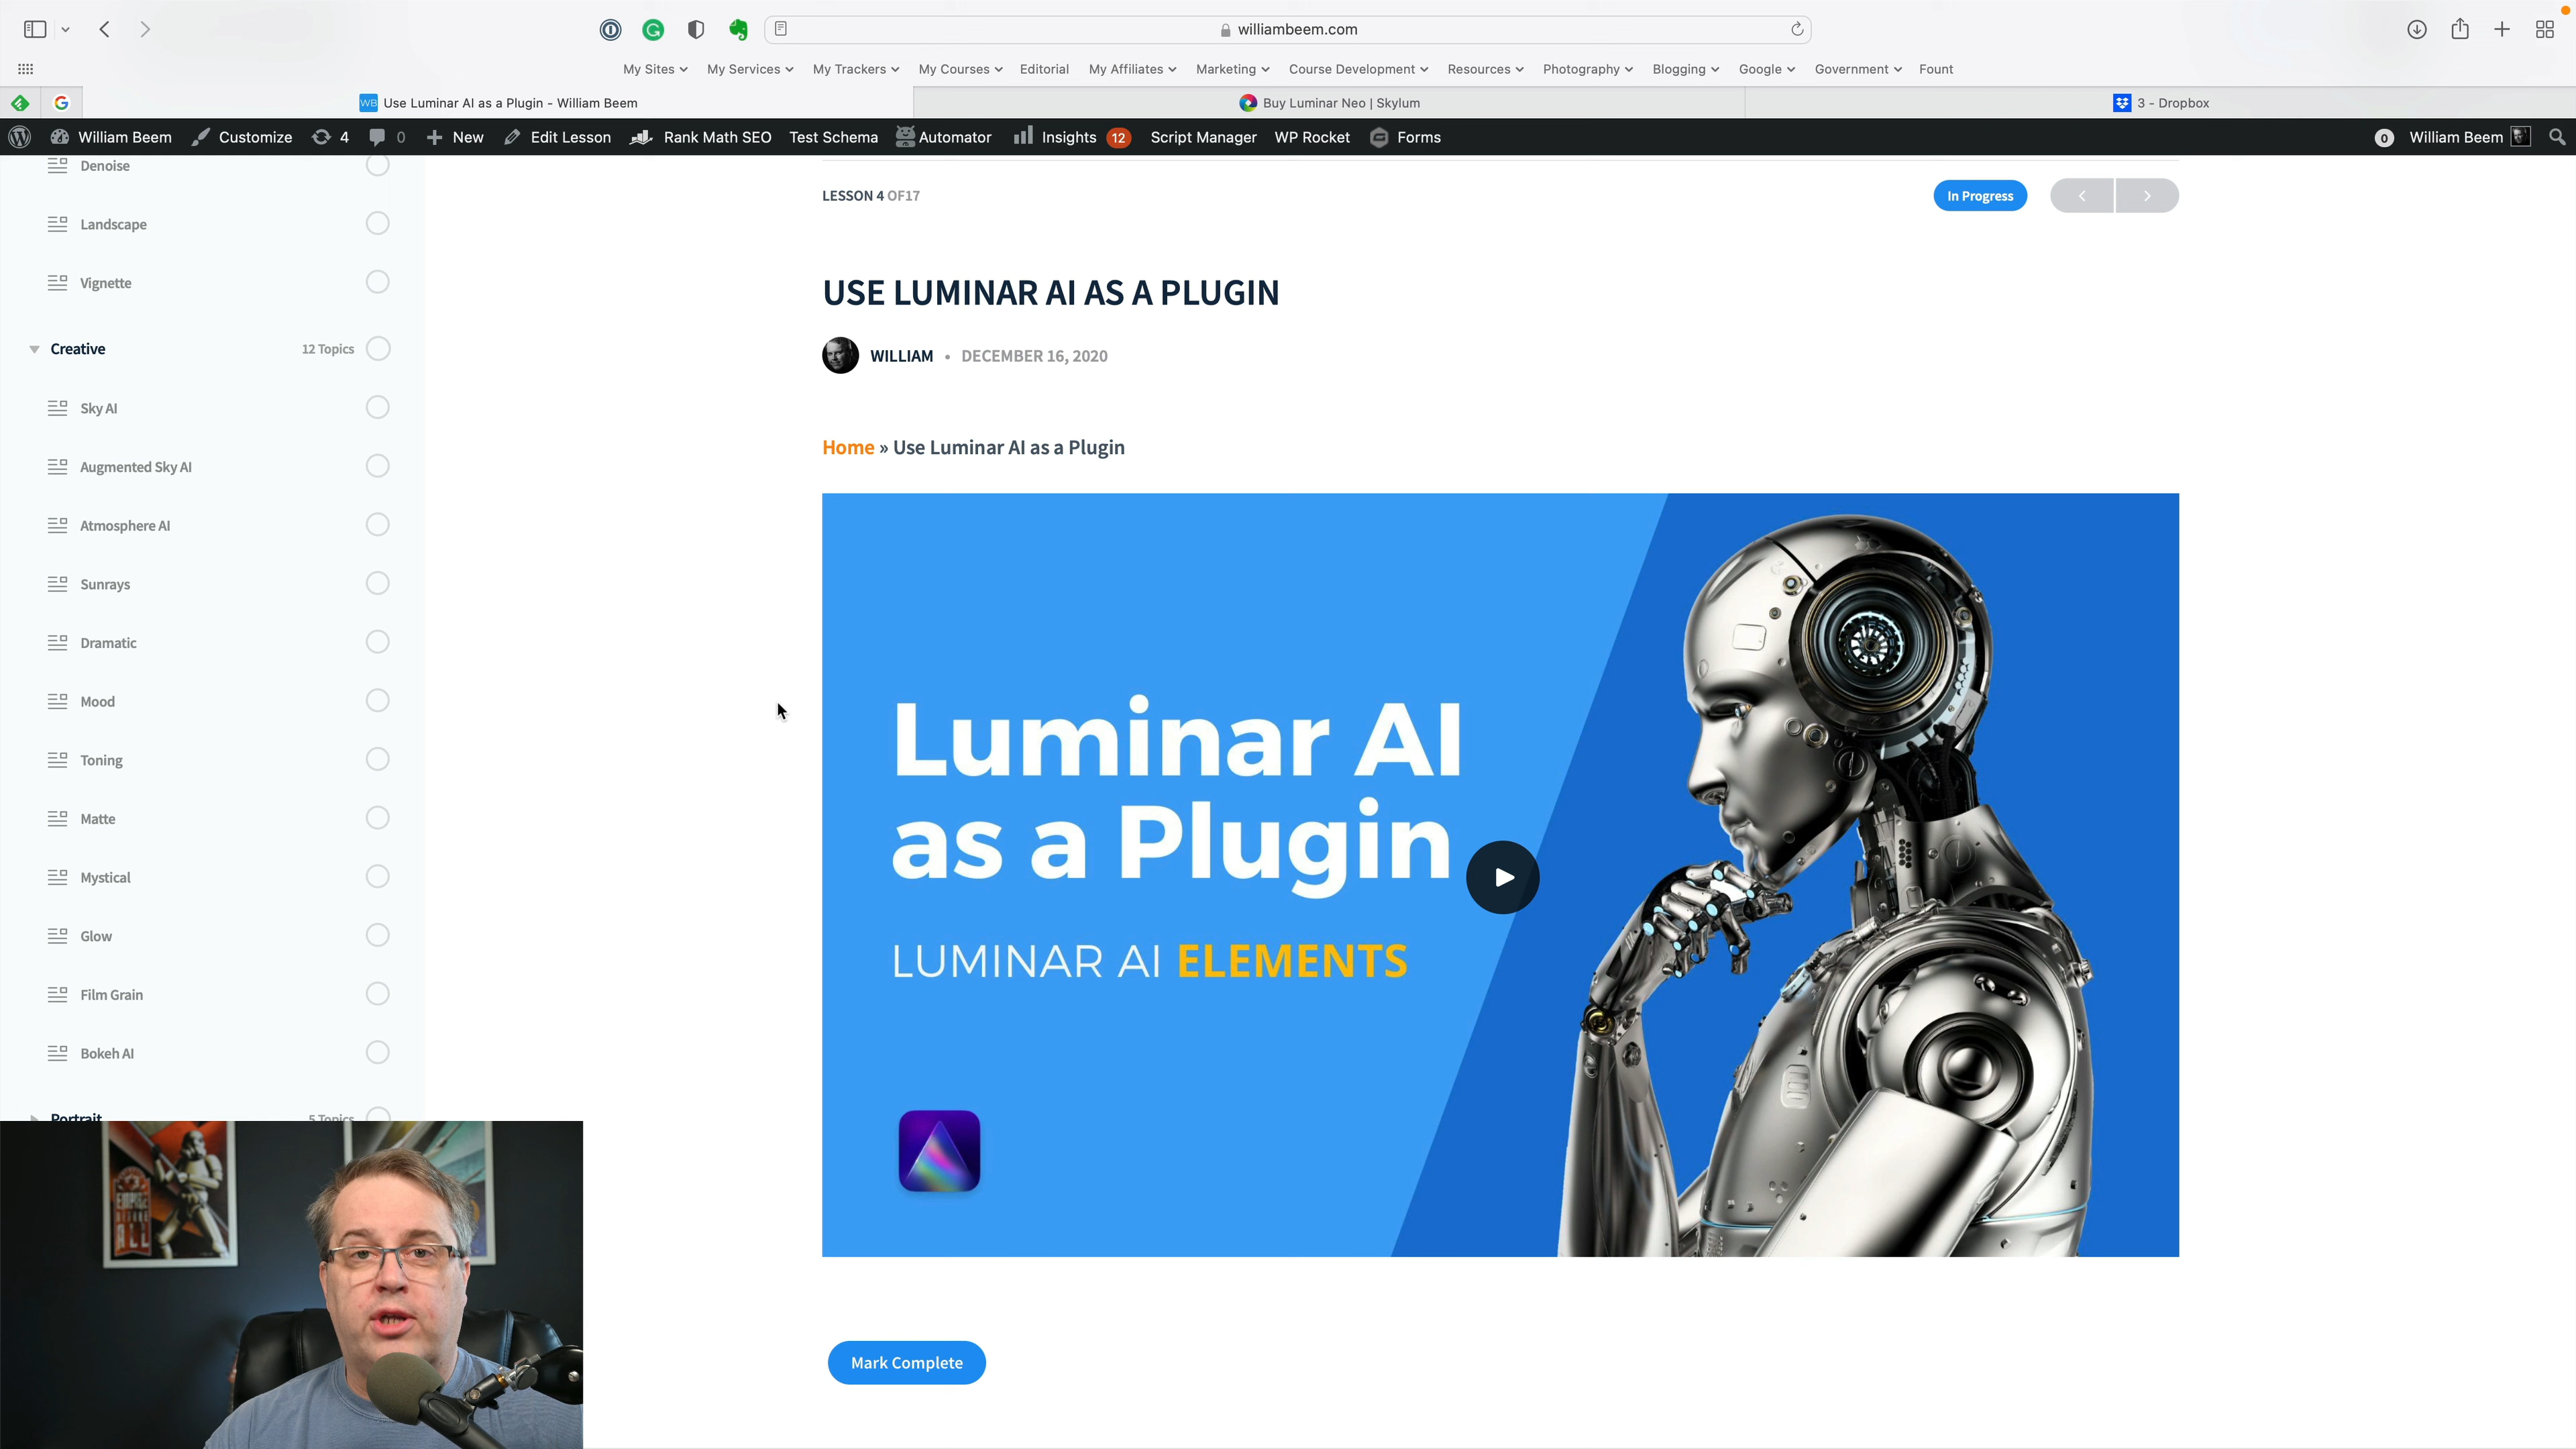 williambeem.com
My Sites My Services My Trackers My Courses Editorial My Affiliates Marketing Course Development Resources Photography Blogging Google Government Fount
WB Use Luminar AI as a Plugin - William Beem
Buy Luminar Neo | Skylum
3 - Dropbox
William Beem Customize 4 0 New Edit Lesson Rank Math SEO Test Schema Automator Insights 12 Script Manager WP Rocket Forms
0 William Beem
Denoise
Landscape
Vignette
Creative 12 Topics
Sky AI
Augmented Sky AI
Atmosphere AI
Sunrays
Dramatic
Mood
Toning
Matte
Mystical
Glow
Film Grain
Bokeh AI
Portrait 5 Topics
LESSON 4 OF17
In Progress
USE LUMINAR AI AS A PLUGIN
WILLIAM • DECEMBER 16, 2020
Home » Use Luminar AI as a Plugin
Luminar AI
as a Plugin
LUMINAR AI ELEMENTS
Mark Complete